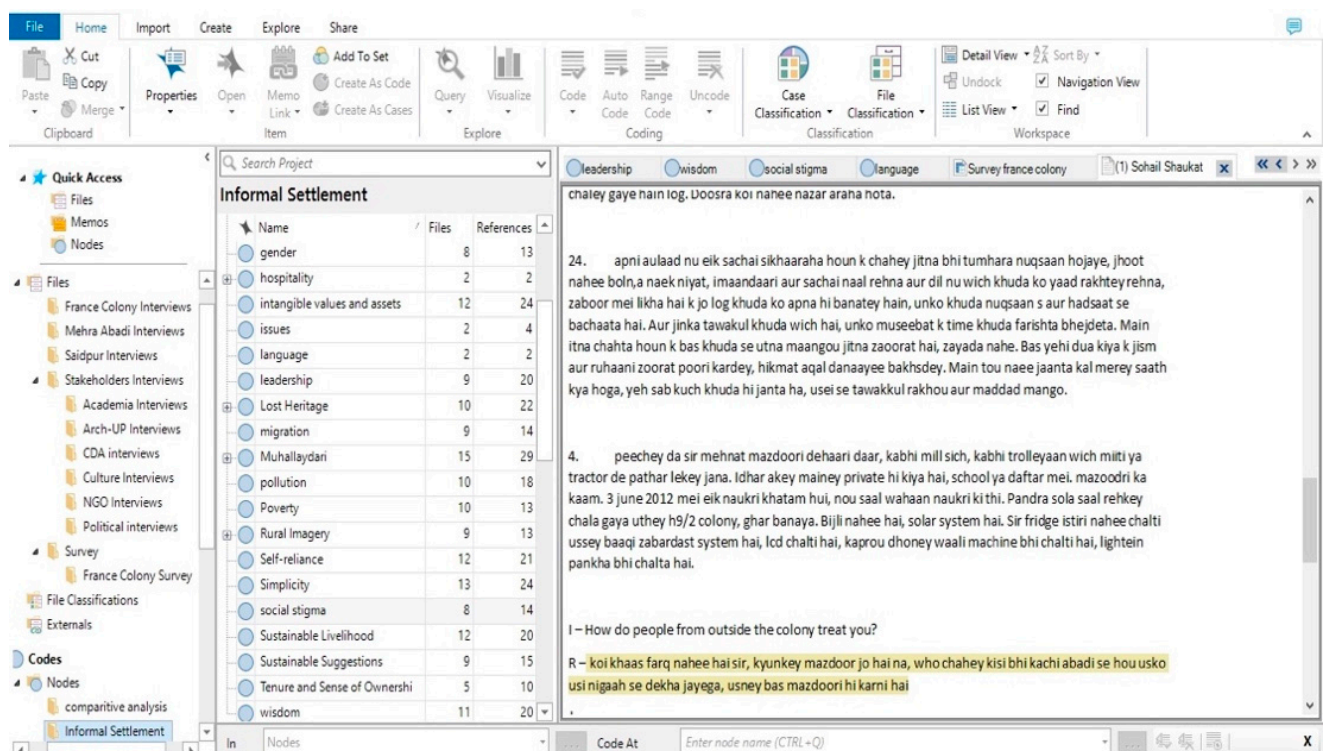 File Home Import Create Explore Share
Cut
Copy
Merge
Paste
Clipboard
Properties
Open
Memo Link
Add To Set
Create As Code
Create As Cases
Item
Query
Visualize
Explore
Code
Auto Code
Range Code
Uncode
Coding
Case Classification
File Classification
Classification
Detail View
Sort By
Undock
Navigation View
List View
Find
Workspace
Quick Access
Files
Memos
Nodes
Files
France Colony Interviews
Mehra Abadi Interviews
Saidpur Interviews
Stakeholders Interviews
Academia Interviews
Arch-UP Interviews
CDA interviews
Culture Interviews
NGO Interviews
Political interviews
Survey
France Colony Survey
File Classifications
Externals
Codes
Nodes
comparitive analysis
Informal Settlement
Search Project
Informal Settlement
Name Files References
gender 8 13
hospitality 2 2
intangible values and assets 12 24
issues 2 4
language 2 2
leadership 9 20
Lost Heritage 10 22
migration 9 14
Muhallaydari 15 29
pollution 10 18
Poverty 10 13
Rural Imagery 9 13
Self-reliance 12 21
Simplicity 13 24
social stigma 8 14
Sustainable Livelihood 12 20
Sustainable Suggestions 9 15
Tenure and Sense of Ownershi 5 10
wisdom 11 20
leadership wisdom social stigma language Survey france colony (1) Sohail Shaukat x
chaley gaye hain log. Doosra koi nahee nazar araha hota.
24. apni aulaad nu eik sachai sikhaaraha houn k chahey jitna bhi tumhara nuqsaan hojaye, jhoot
nahee boln,a naek niyat, imaandaari aur sachai naal rehna aur dil nu wich khuda ko yaad rakhtey rehna,
zaboor mei likha hai k jo log khuda ko apna hi banatey hain, unko khuda nuqsaan s aur hadsaat se
bachaata hai. Aur jinka tawakul khuda wich hai, unko museebat k time khuda farishta bhejdeta. Main
itna chahta houn k bas khuda se utna maangou jitna zaoorat hai, zayada nahe. Bas yehi dua kiya k jism
aur ruhaani zoorat poori kardey, hikmat aqal danaayee bakhsdey. Main tou naee jaanta kal merey saath
kya hoga, yeh sab kuch khuda hi janta ha, usei se tawakkul rakhou aur maddad mango.
4. peechey da sir mehnat mazdoori dehaari daar, kabhi mill sich, kabhi trolleyaan wich miiti ya
tractor de pathar lekey jana. Idhar akey mainey private hi kiya hai, school ya daftar mei. mazoodri ka
kaam. 3 june 2012 mei eik naukri khatam hui, nou saal wahaan naukri ki thi. Pandra sola saal rehkey
chala gaya uthey h9/2 colony, ghar banaya. Bijli nahee hai, solar system hai. Sir fridge istiri nahee chalti
ussey baaqi zabardast system hai, lcd chalti hai, kaprou dhoney waali machine bhi chalti hai, lightein
pankha bhi chalta hai.
I – How do people from outside the colony treat you?
R – koi khaas farq nahee hai sir, kyunkey mazdoor jo hai na, who chahey kisi bhi kachi abadi se hou usko
usi nigaah se dekha jayega, usney bas mazdoori hi karni hai
In Nodes Code At Enter node name (CTRL+Q) X